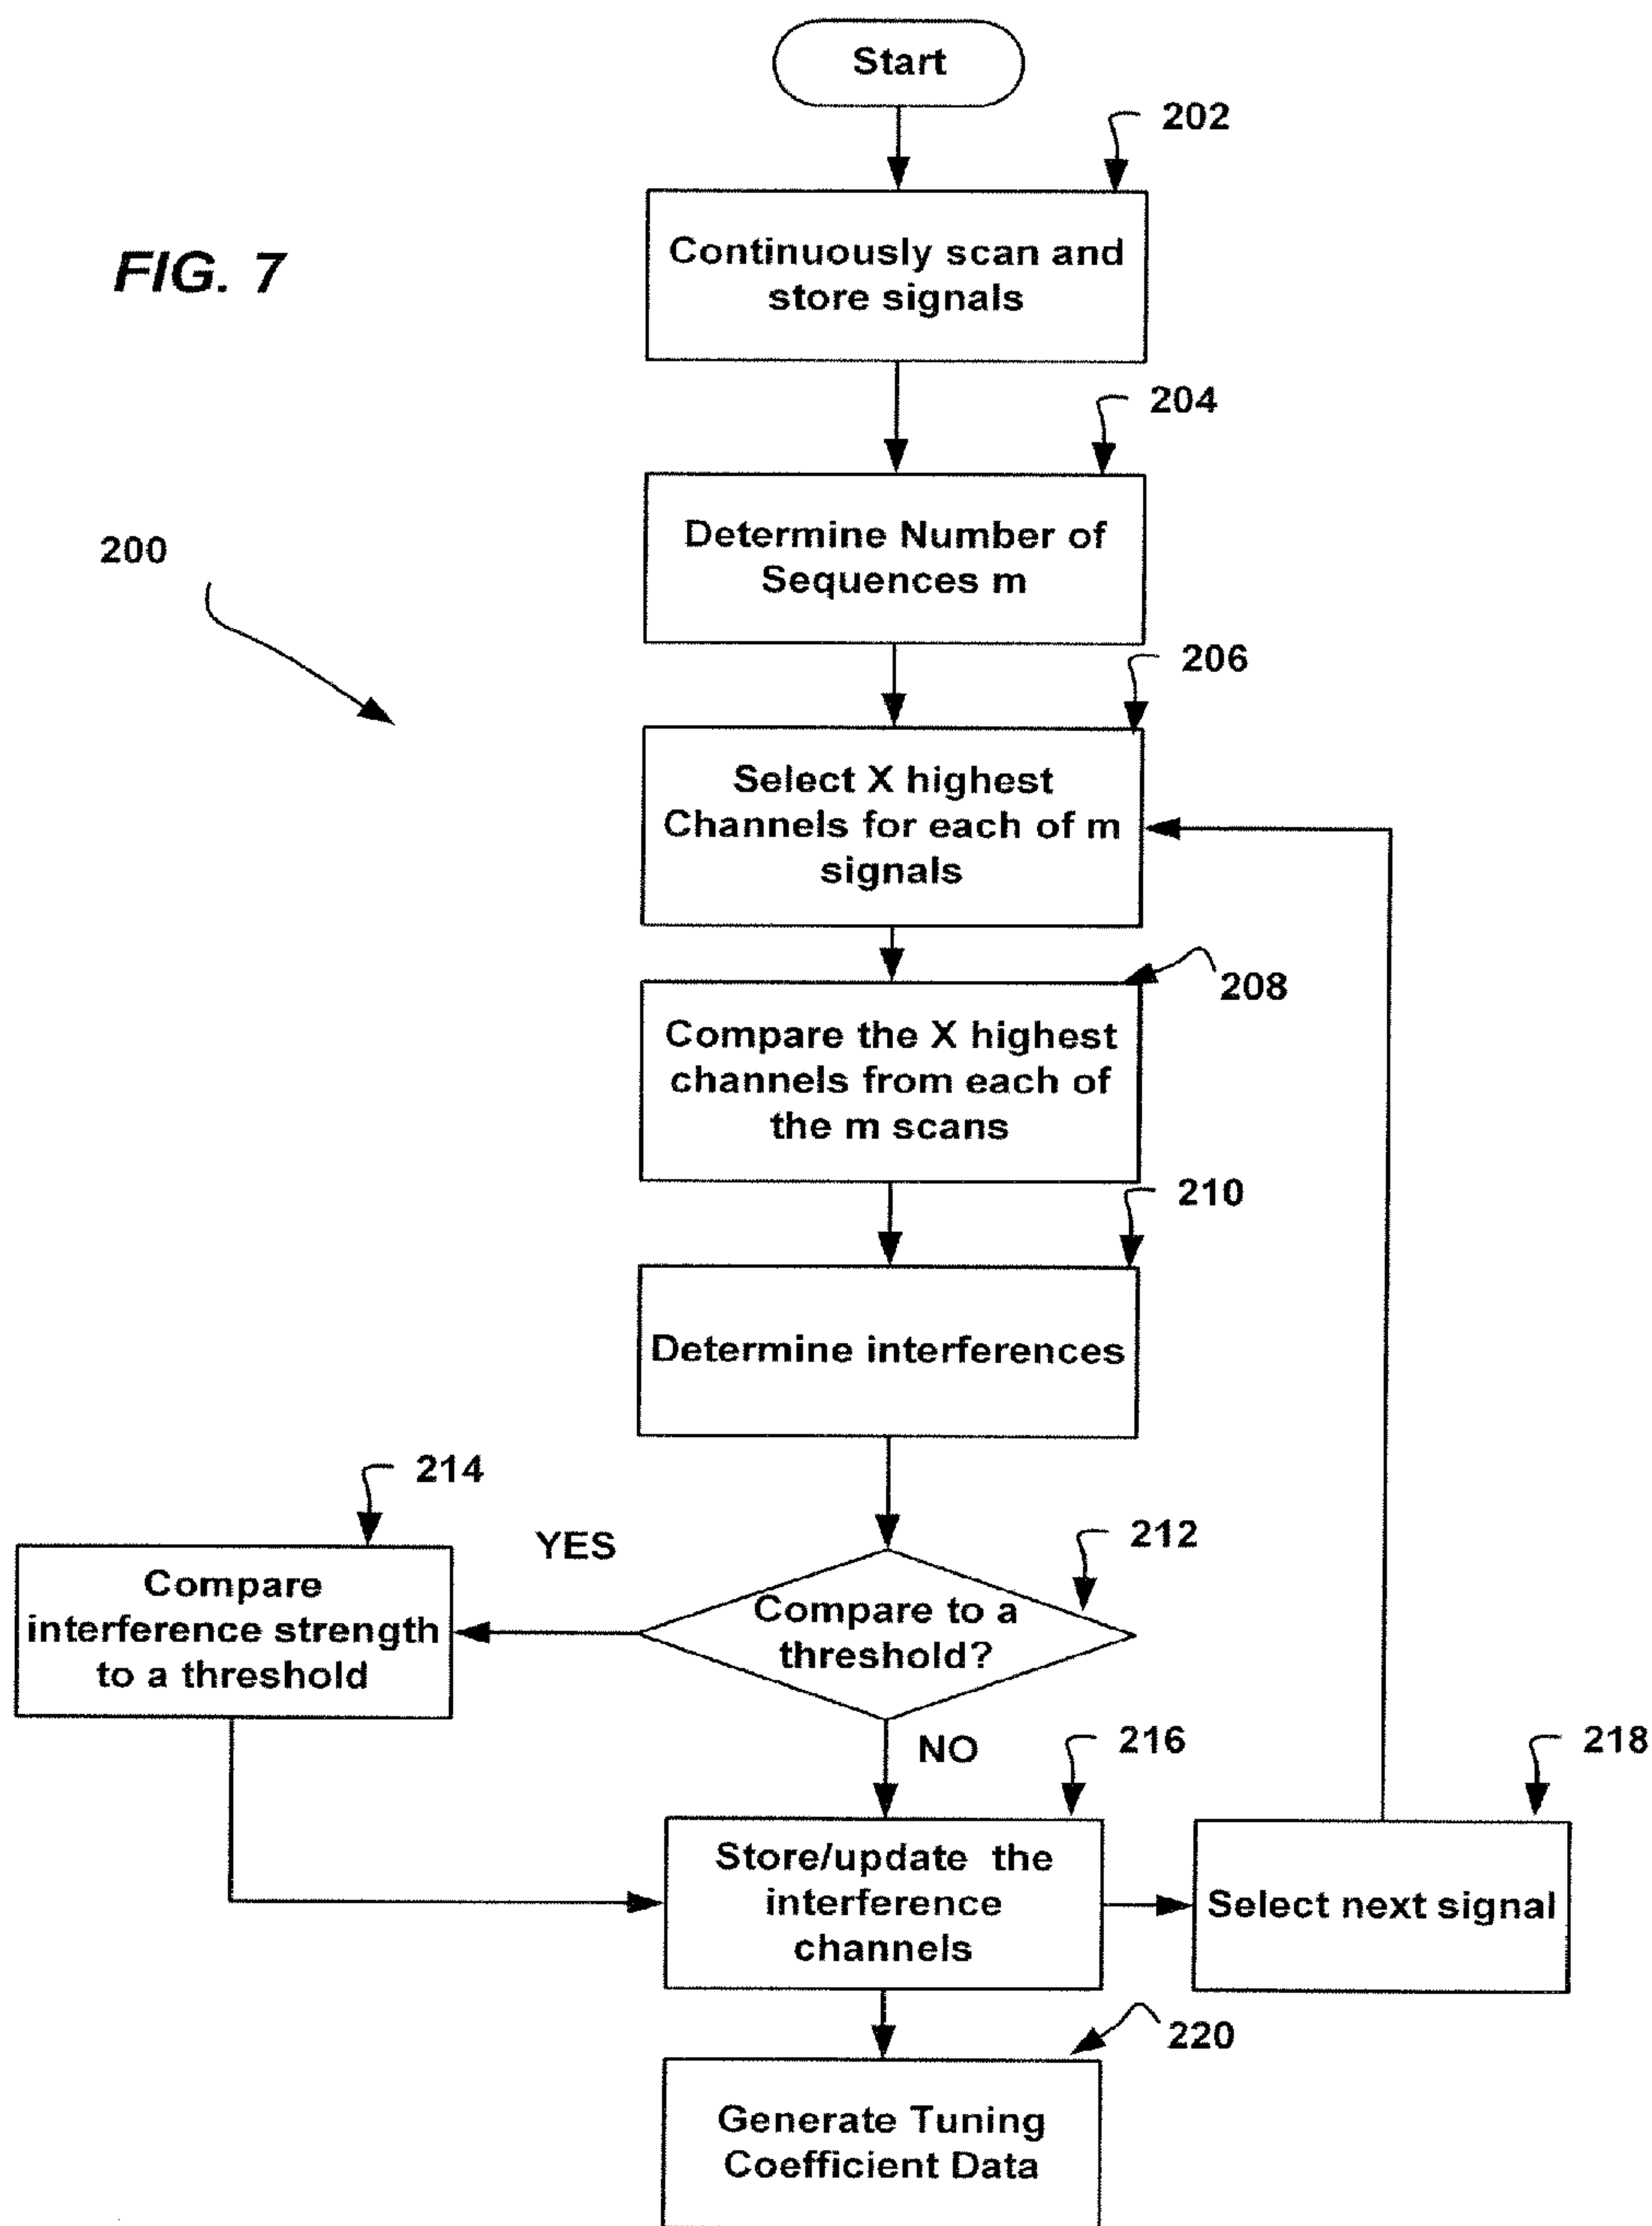 Start
202
FIG. 7
Continuously scan and
store signals
204
200
Determine Number of
Sequences m
206
Select X highest
Channels for each of m
signals
208
Compare the X highest
channels from each of
the m scans
210
Determine interferences
214
YES
212
Compare
interference strength
to a threshold
Compare to a
threshold?
NO
216
218
Store/update the
interference
channels
Select next signal
220
Generate Tuning
Coefficient Data